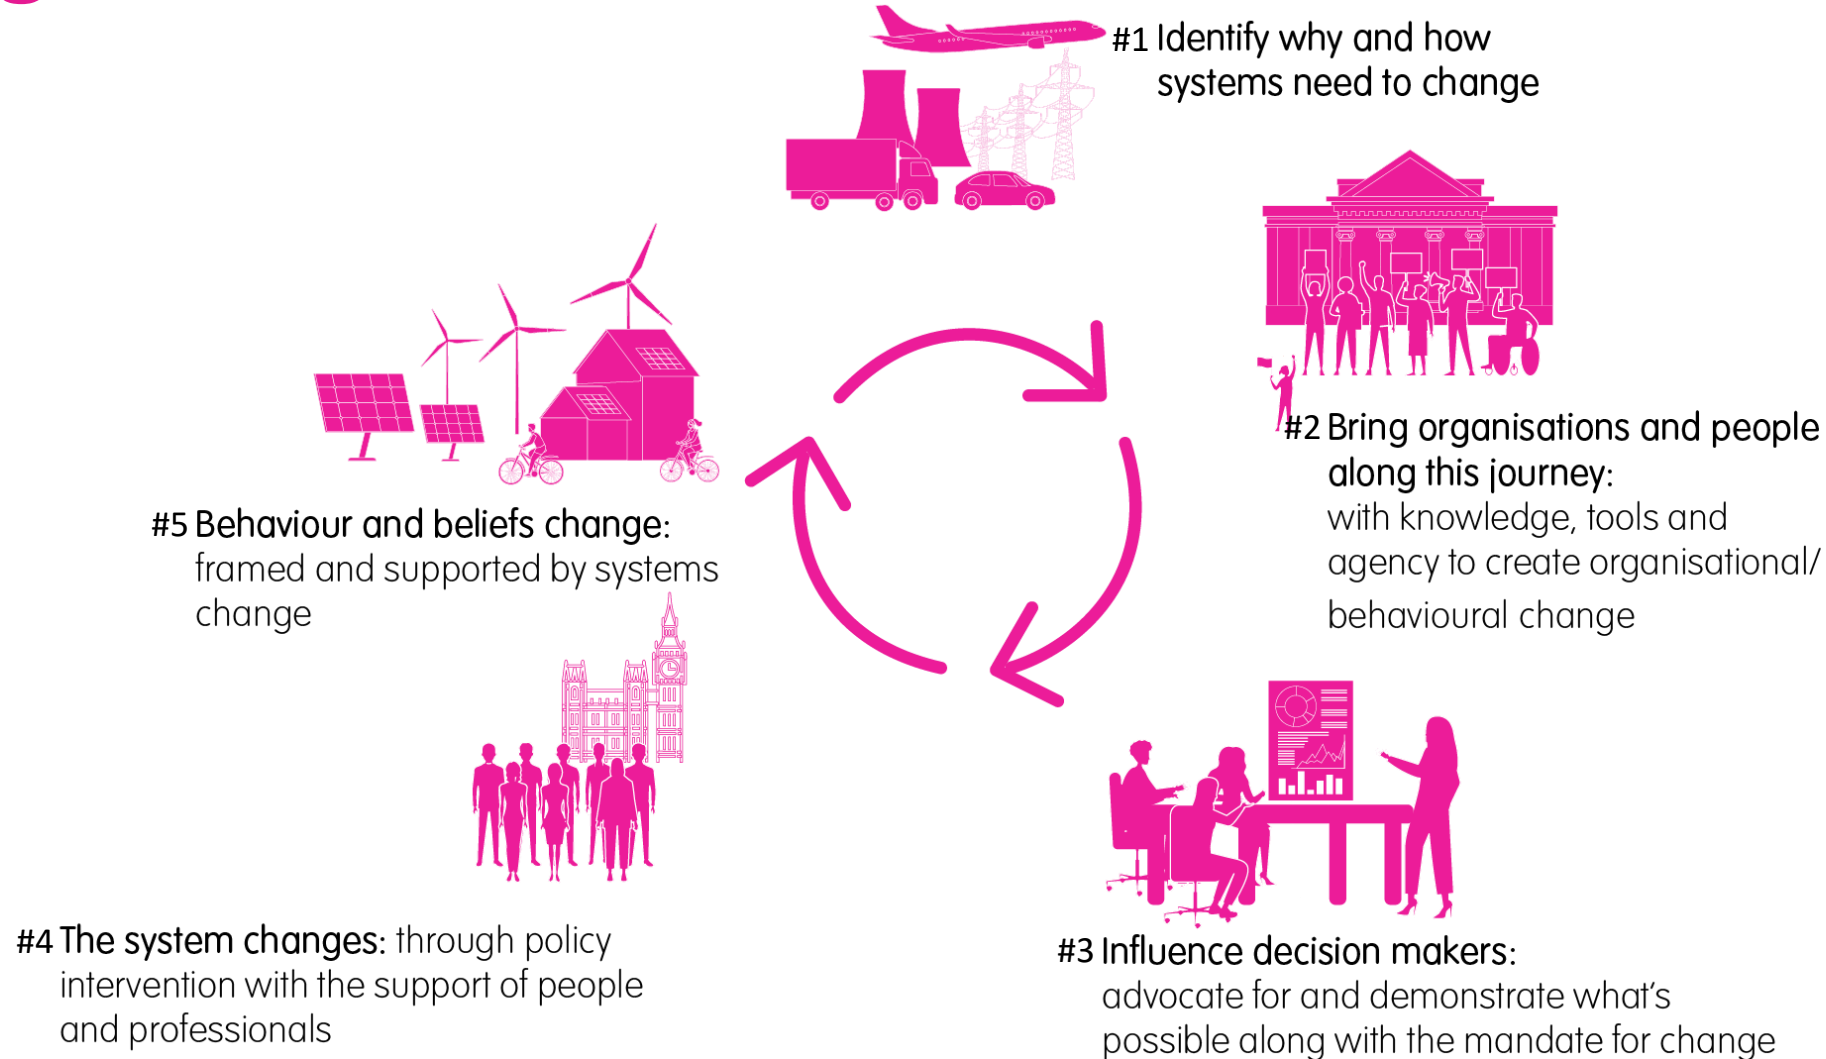 #1 Identify why and how
systems need to change
#2 Bring organisations and people
along this journey:
with knowledge, tools and
agency to create organisational/
behavioural change
#3 Influence decision makers:
advocate for and demonstrate what's
possible along with the mandate for change
#4 The system changes: through policy
intervention with the support of people
and professionals
#5 Behaviour and beliefs change:
framed and supported by systems
change